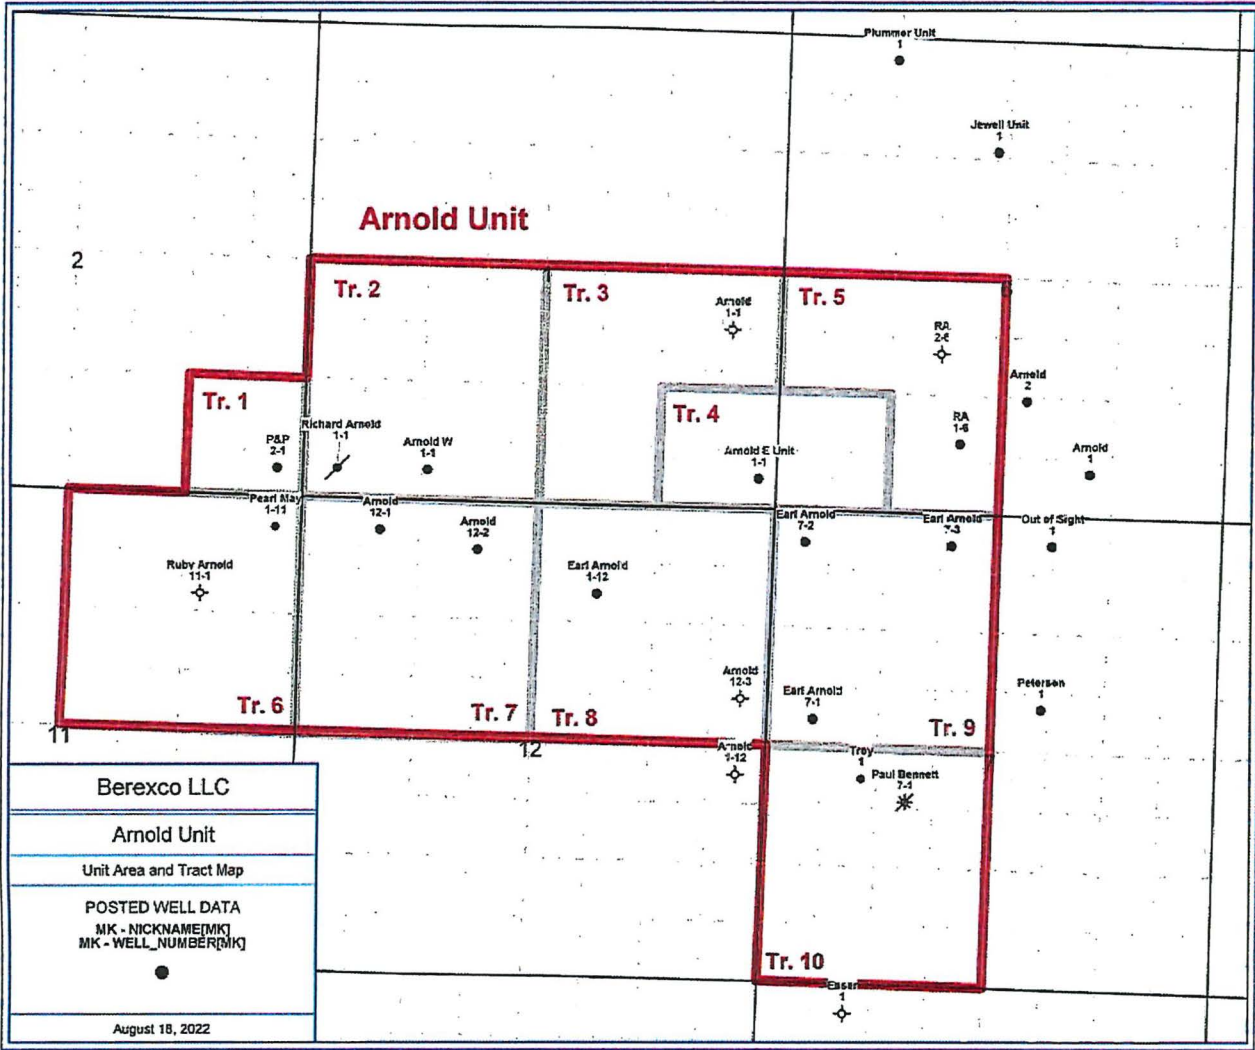 Plummer Unit
1
Jewell Unit
1
Arnold Unit
2
Tr. 2
Tr. 3
Arnold
1-1
Tr. 5
6
RA
2-6
Arnold
2
Tr. 1
Tr. 4
Richard Arnold
1-1
P&P
2-1
Arnold W
1-1
Arnold E Unit
1-1
RA
1-6
Arnold
1
Pearl May
1-11
Arnold
12-1
Arnold
12-2
Earl Arnold
7-2
Earl Arnold
7-3
Out of Sight
1
Ruby Arnold
11-1
Earl Arnold
1-12
Arnold
12-3
Earl Arnold
7-1
Peterson
1
Tr. 6
Tr. 7
Tr. 8
Tr. 9
11
12
Arnold
1-12
Troy
1
Paul Bennett
7-1
Tr. 10
Esser
1
Berexco LLC
Arnold Unit
Unit Area and Tract Map
POSTED WELL DATA
MK - NICKNAME[MK]
MK - WELL_NUMBER[MK]
August 18, 2022